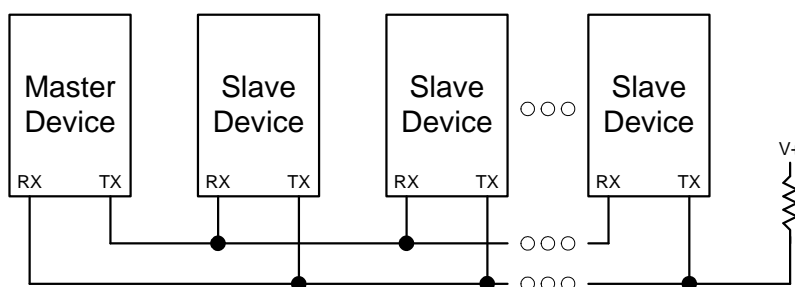 Master
Device
Slave
Device
Slave
Device
Slave
Device
RX TX
RX TX
RX TX
RX TX
V+